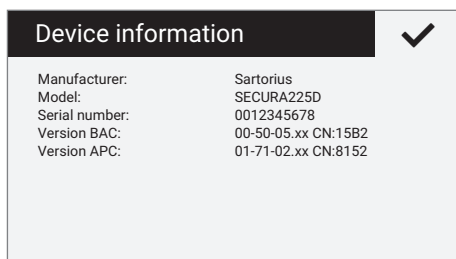 Device information
Manufacturer: Sartorius
Model: SECURA225D
Serial number: 0012345678
Version BAC: 00-50-05.xx CN:15B2
Version APC: 01-71-02.xx CN:8152